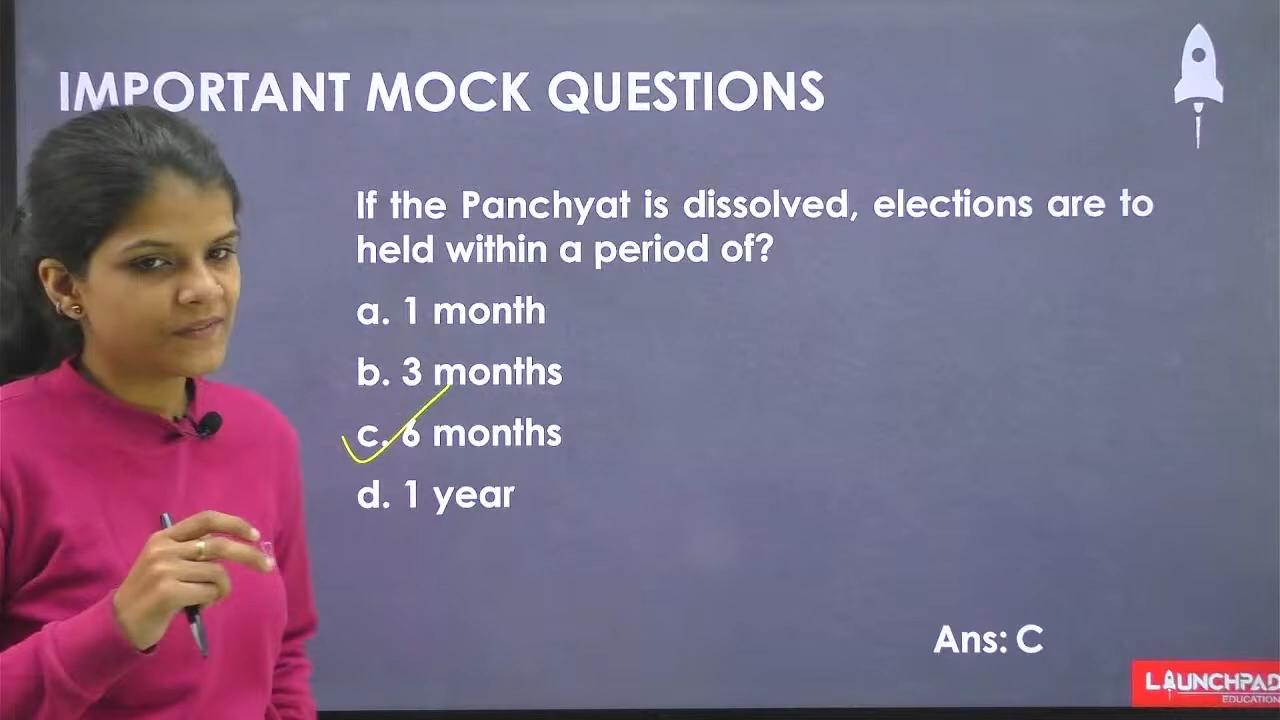 IMPORTANT MOCK QUESTIONS
If the Panchyat is dissolved, elections are to
held within a period of?
a. 1 month
b. 3 months
c. 6 months
d. 1 year
Ans: C
LAUNCHPAD
EDUCATION